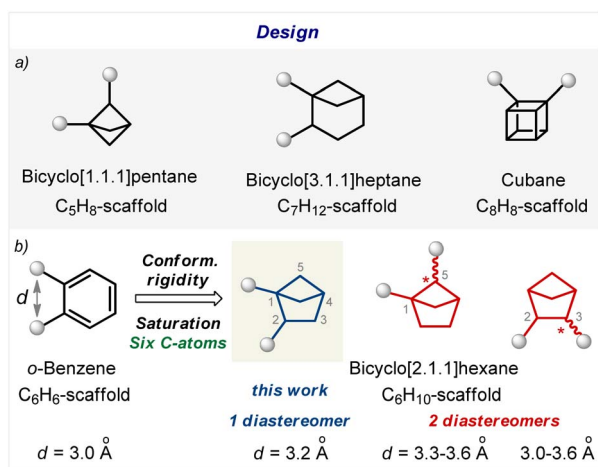 Design
a)
Bicyclo[1.1.1]pentane
C₅H₈-scaffold
Bicyclo[3.1.1]heptane
C₇H₁₂-scaffold
Cubane
C₈H₈-scaffold
b)
d
Conform.
rigidity
Saturation
Six C-atoms
1
2
3
4
5
1
5
*
2
3
*
o-Benzene
C₆H₆-scaffold
this work
1 diastereomer
Bicyclo[2.1.1]hexane
C₆H₁₀-scaffold
2 diastereomers
d = 3.0 Å
d = 3.2 Å
d = 3.3-3.6 Å
3.0-3.6 Å